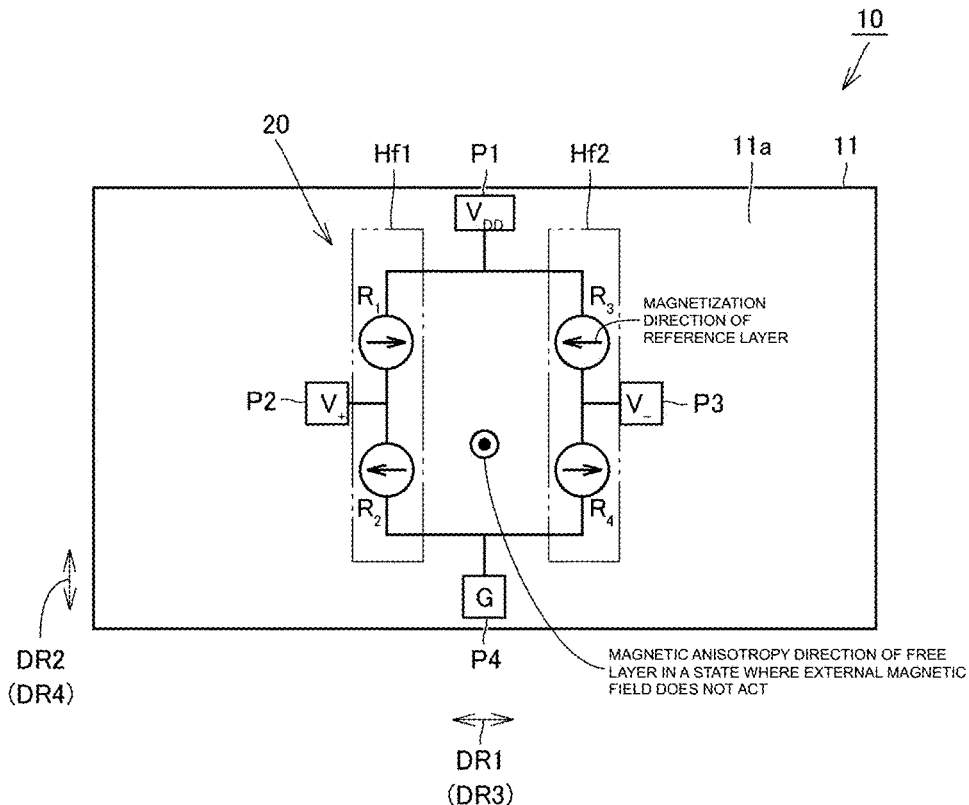 10
20
Hf1
P1
Hf2
11a
11
VDD
R1
R3
MAGNETIZATION
DIRECTION OF
REFERENCE LAYER
P2
V+
V−
P3
R2
R4
G
P4
DR2
(DR4)
MAGNETIC ANISOTROPY DIRECTION OF FREE
LAYER IN A STATE WHERE EXTERNAL MAGNETIC
FIELD DOES NOT ACT
DR1
(DR3)